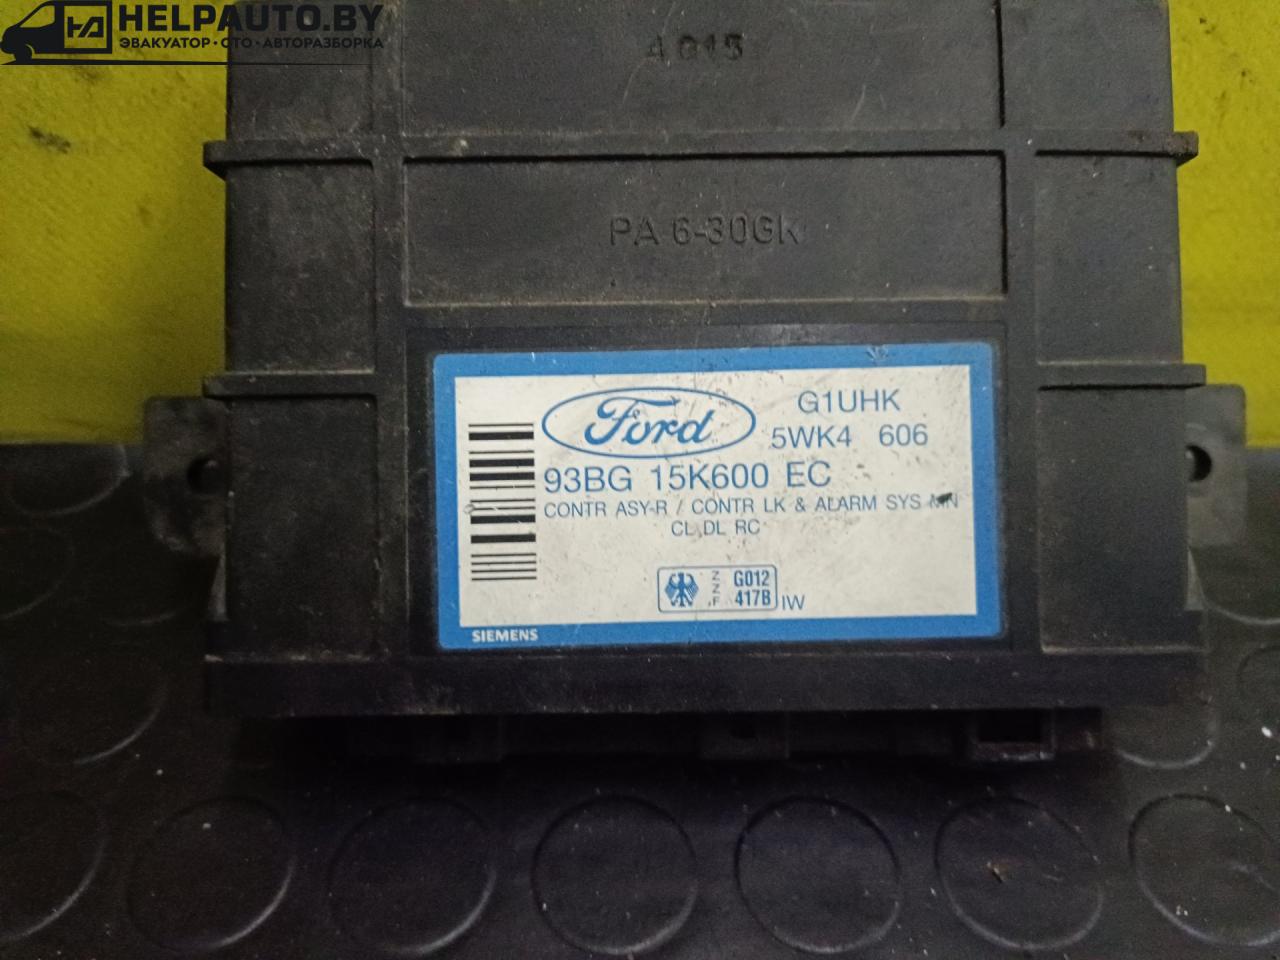 HELPAUTO.BY
ЭВАКУАТОР • СТО • АВТОРАЗБОРКА
PA 6-30GK
Ford
G1UHK
5WK4 606
93BG 15K600 EC
CONTR ASY-R / CONTR LK & ALARM SYS MN
CL DL RC
ZZF G012
417B IW
SIEMENS